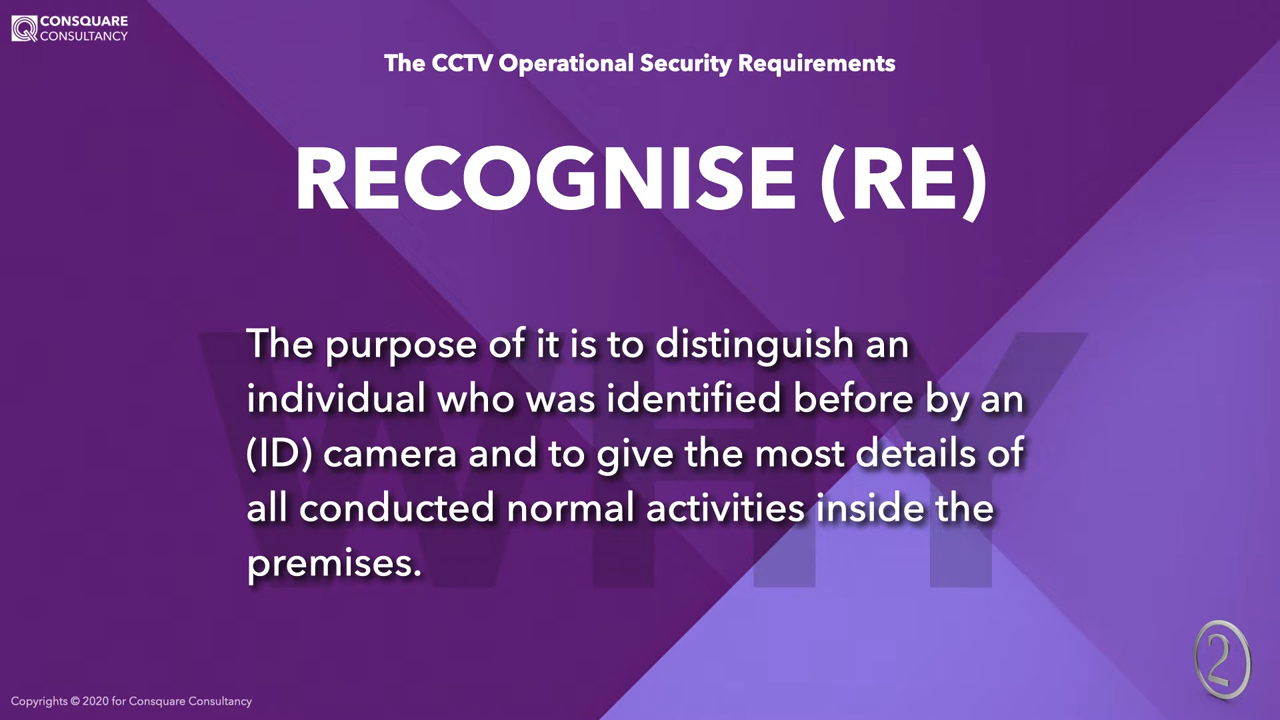 CONSQUARE
CONSULTANCY
The CCTV Operational Security Requirements
RECOGNISE (RE)
WHY
The purpose of it is to distinguish an
individual who was identified before by an
(ID) camera and to give the most details of
all conducted normal activities inside the
premises.
2
Copyrights © 2020 for Consquare Consultancy